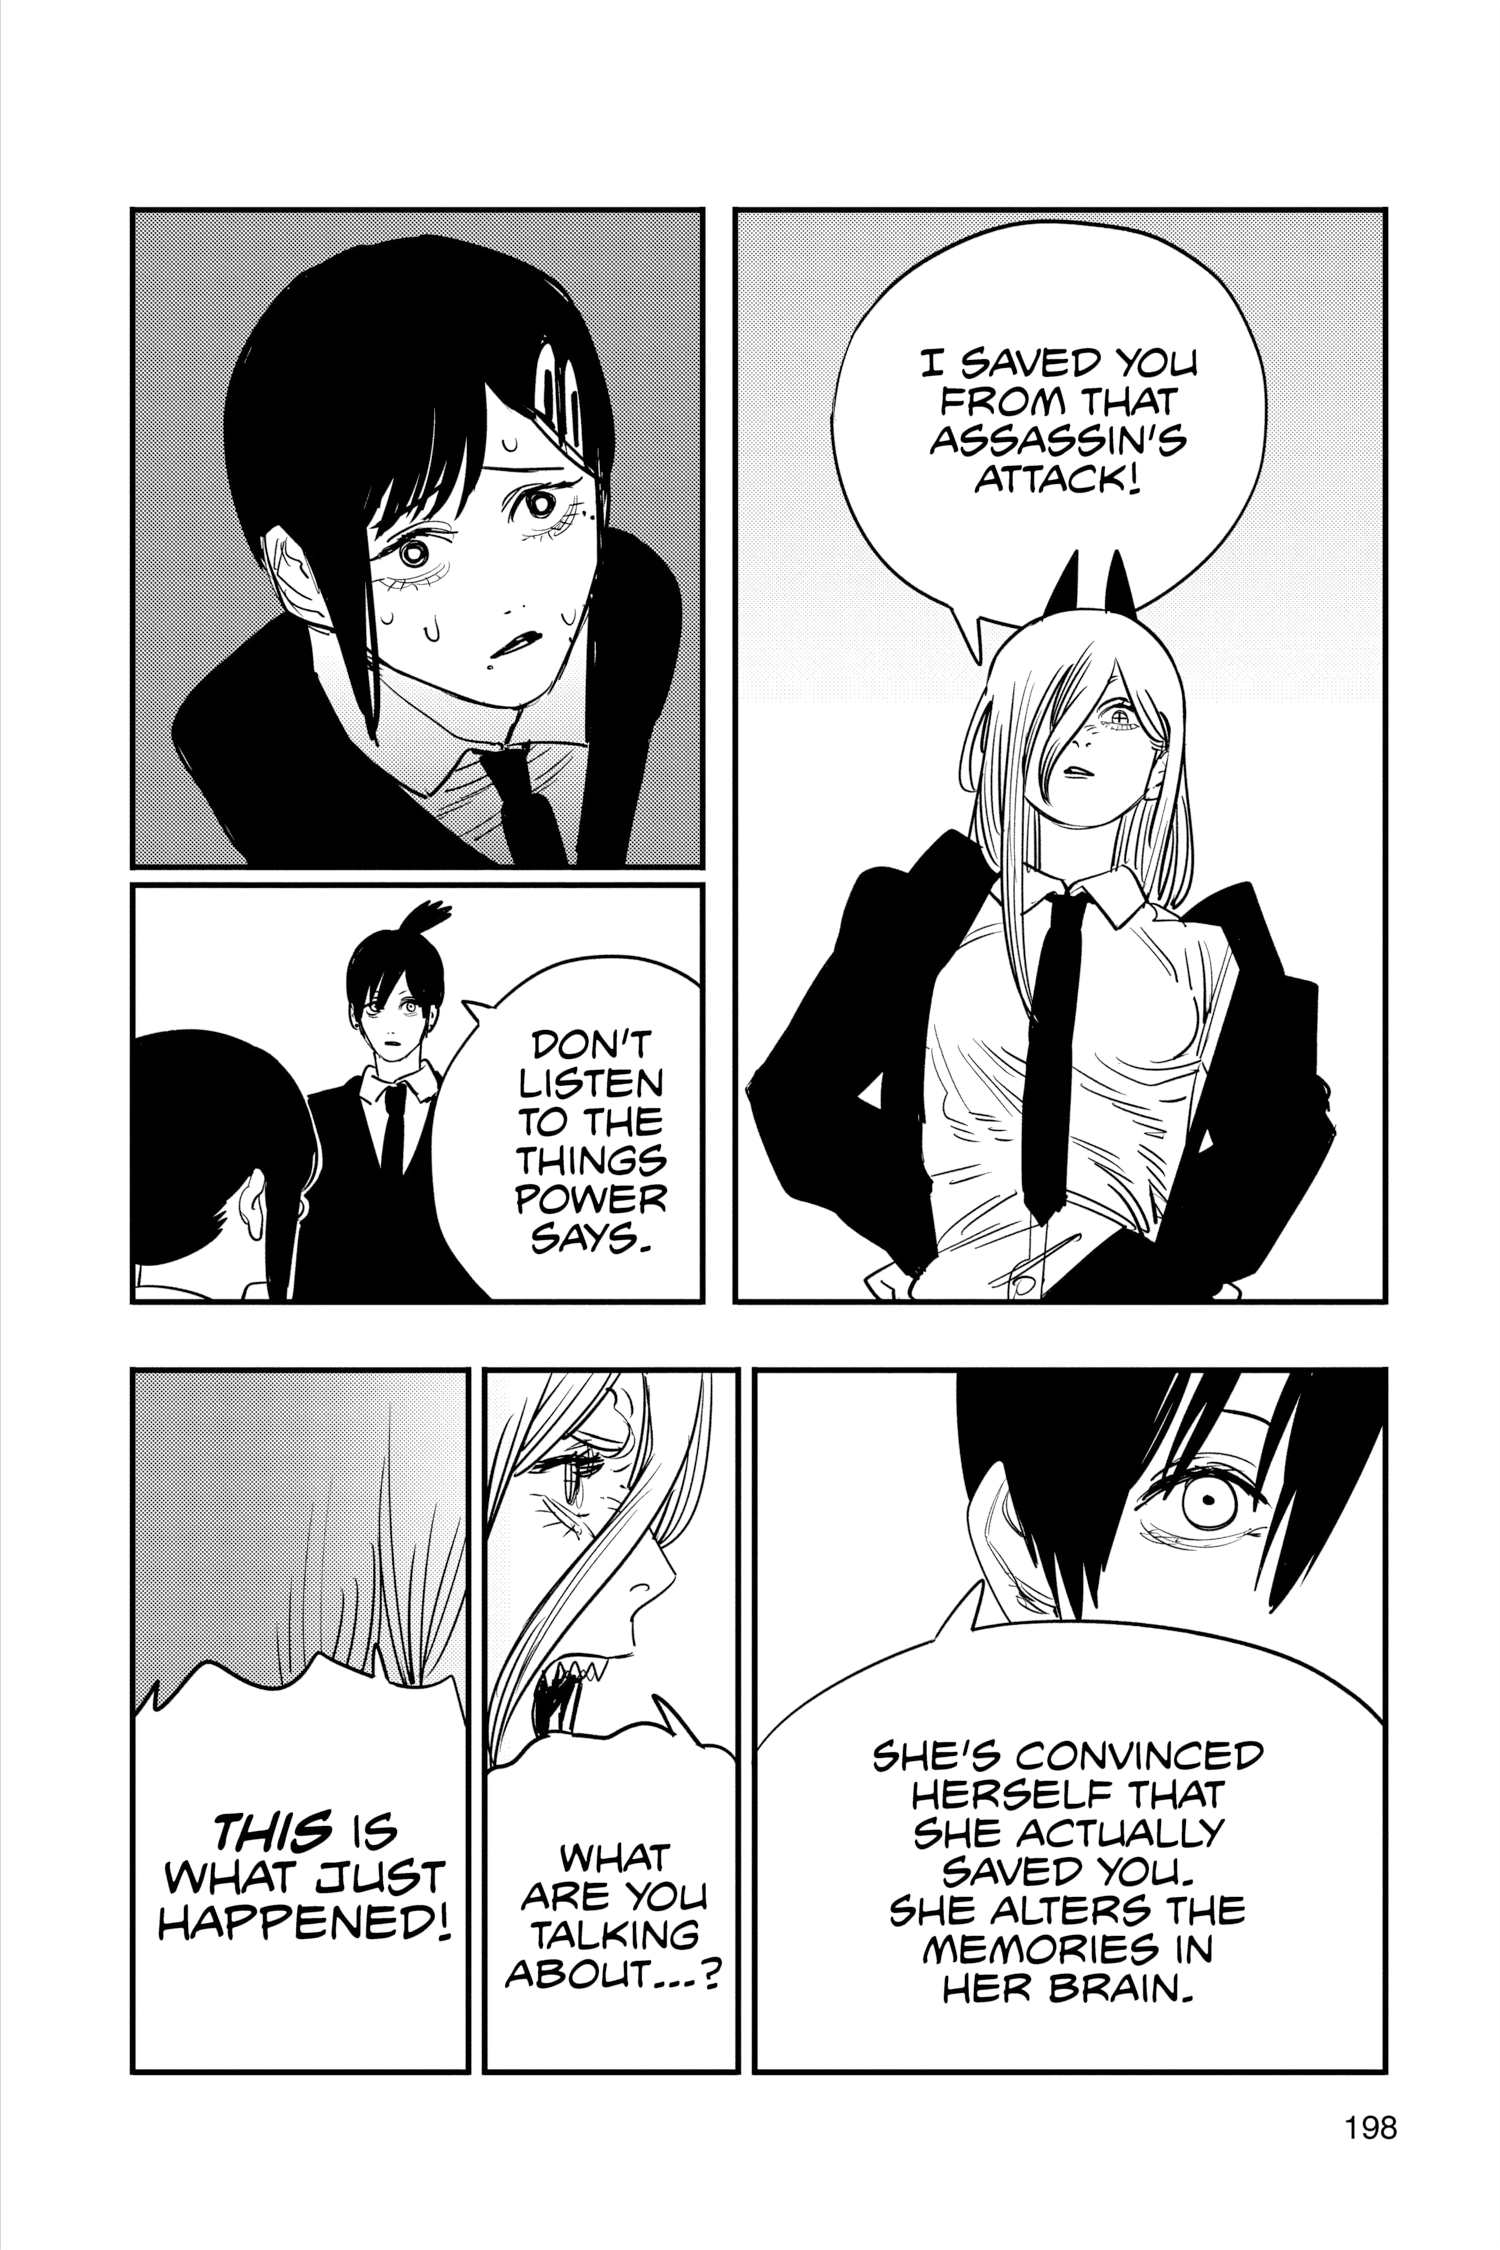 I SAVED YOU
FROM THAT
ASSASSIN'S
ATTACK!
DON'T
LISTEN
TO THE
THINGS
POWER
SAYS.
SHE'S CONVINCED
HERSELF THAT
SHE ACTUALLY
SAVED YOU.
SHE ALTERS THE
MEMORIES IN
HER BRAIN.
WHAT
ARE YOU
TALKING
ABOUT...?
THIS IS
WHAT JUST
HAPPENED!
198